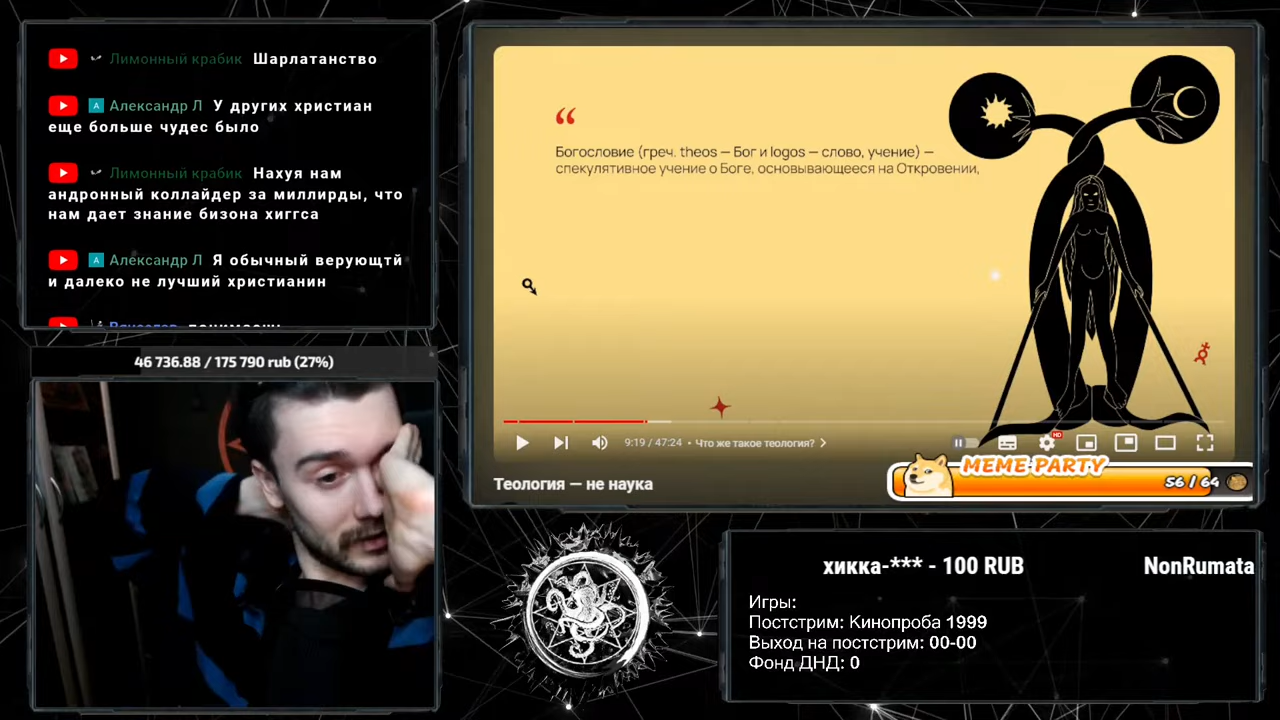 Лимонный крабик Шарлатанство
А Александр Л У других христиан
еще больше чудес было
Лимонный крабик Нахуя нам
андронный коллайдер за миллирды, что
нам дает знание бизона хиггса
А Александр Л Я обычный верующтй
и далеко не лучший христианин
46 736.88 / 175 790 rub (27%)
“
Богословие (греч. theos — Бог и logos — слово, учение) —
спекулятивное учение о Боге, основывающееся на Откровении,
9:19 / 47:24 • Что же такое теология?
HD
Теология — не наука
MEME PARTY
56 / 64
хикка-*** - 100 RUB
NonRumata
Игры:
Постстрим: Кинопроба 1999
Выход на постстрим: 00-00
Фонд ДНД: 0